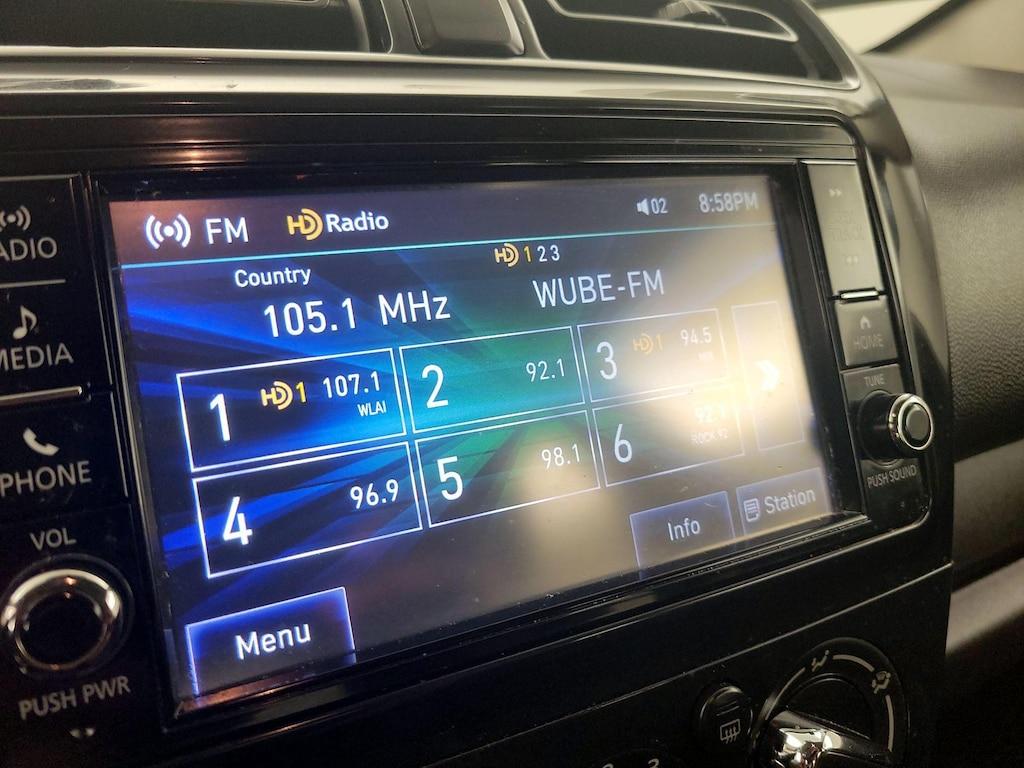 FM HD Radio 02 8:58PM
Country HD 1 2 3
105.1 MHz WUBE-FM
1 HD 1 107.1
WLAI
2 92.1
3 HD 1 94.5
4 96.9
5 98.1
6
ROCK 92
Info
Station
Menu
MEDIA
PHONE
VOL
PUSH PWR
HOME
TUNE
PUSH SOUND